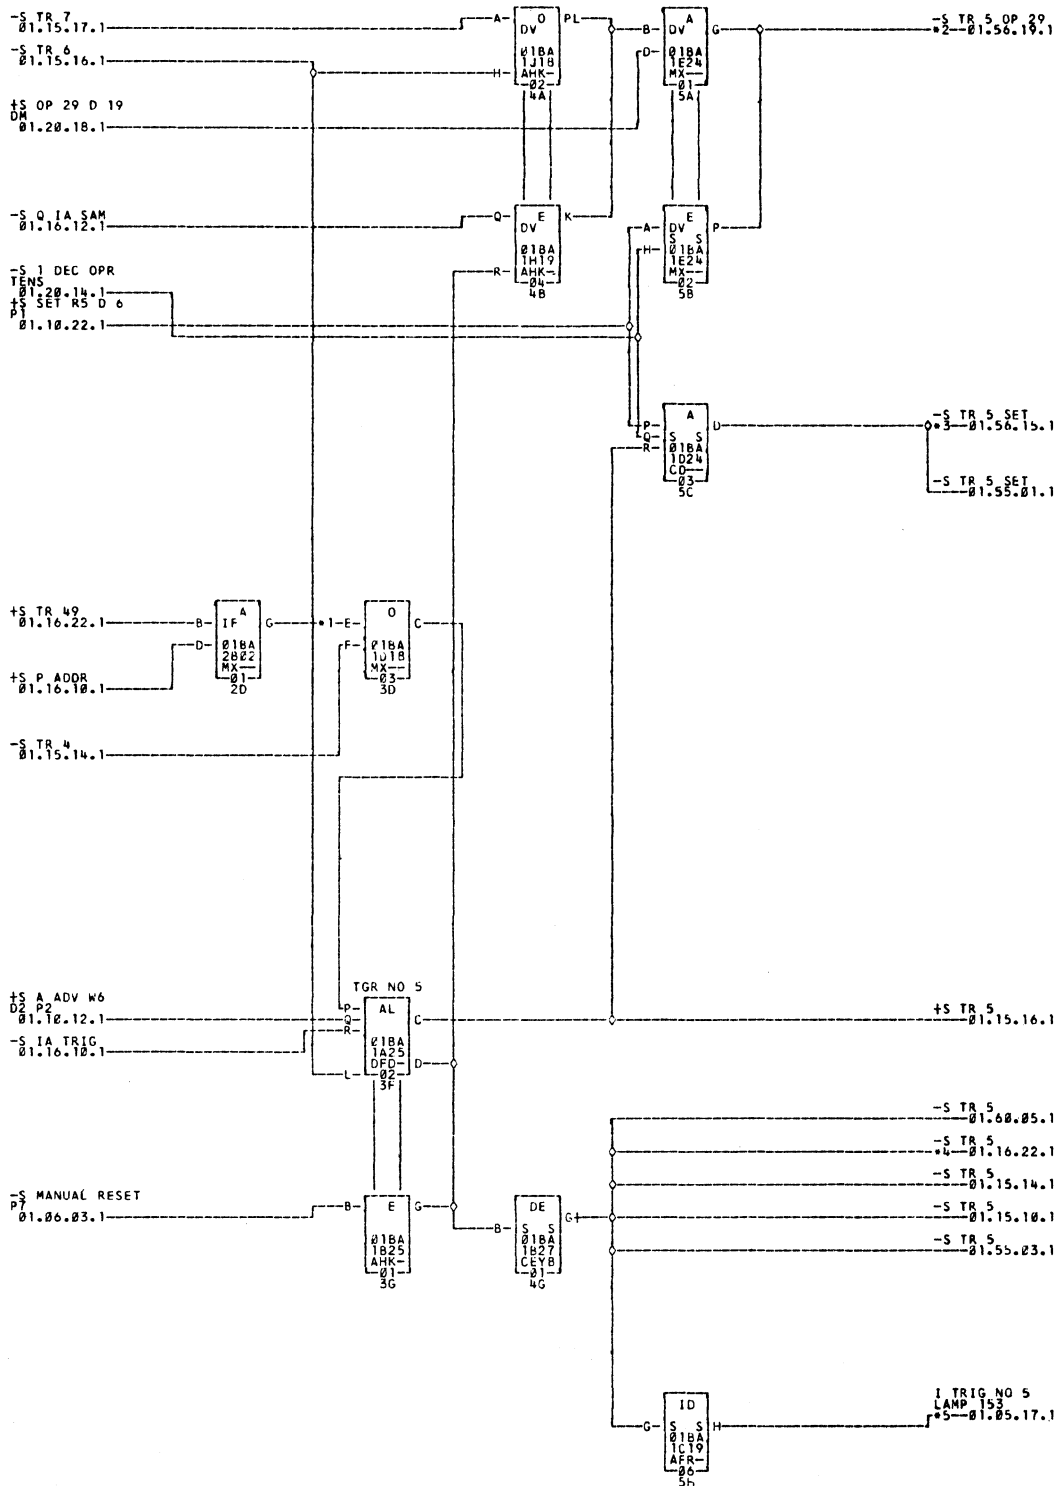 -S TR 7
01.15.17.1
-S TR 6
01.15.16.1
+S OP 29 D 19
DM
01.20.18.1
-S Q IA SAM
01.16.12.1
-S 1 DEC OPR
TENS
01.20.14.1
+S SET R5 D 6
P1
01.10.22.1
A
H
O
DV
01BA
1J18
AHK-
02
4A
PL
Q
R
E
DV
01BA
1H19
AHK-
04
4B
K
B
D
A
DV
01BA
1E24
MX--
01
5A
G
-S TR 5 OP 29
*2--01.56.19.1
A
H
E
DV
S S
01BA
1E24
MX--
02
5B
P
P
Q
R
A
S S
01BA
1D24
CD--
03
5C
D
-S TR 5 SET
*3--01.56.15.1
-S TR 5 SET
01.55.01.1
+S TR 49
01.16.22.1
+S P ADDR
01.16.10.1
-S TR 4
01.15.14.1
B
D
A
IF
01BA
2B02
MX--
01
2D
G
*1-E
F
O
01BA
1D18
MX--
03
3D
C
+S A ADV W6
D2 P2
01.10.12.1
-S IA TRIG
01.16.10.1
TGR NO 5
P
Q
R
L
AL
01BA
1A25
DFD-
02
3F
C
D
+S TR 5
01.15.16.1
-S MANUAL RESET
P7
01.06.03.1
B
E
01BA
1B25
AHK-
01
3G
G
B
DE
S S
01BA
1B27
CEYB
01
4G
G
-S TR 5
01.60.05.1
-S TR 5
*4--01.16.22.1
-S TR 5
01.15.14.1
-S TR 5
01.15.10.1
-S TR 5
01.55.03.1
G
ID
S S
01BA
1C19
AFR-
06
5H
H
I TRIG NO 5
LAMP 153
*5--01.05.17.1